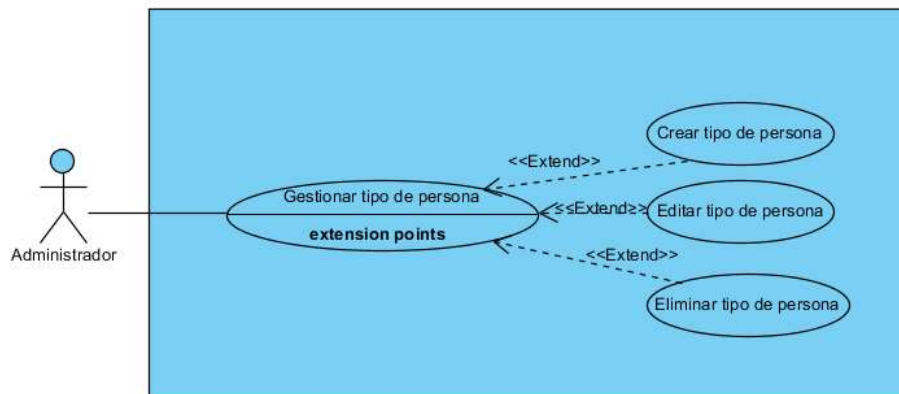 Crear tipo de persona
<<Extend>>
Gestionar tipo de persona
<<Extend>>
Editar tipo de persona
extension points
Administrador
<<Extend>>
Eliminar tipo de persona